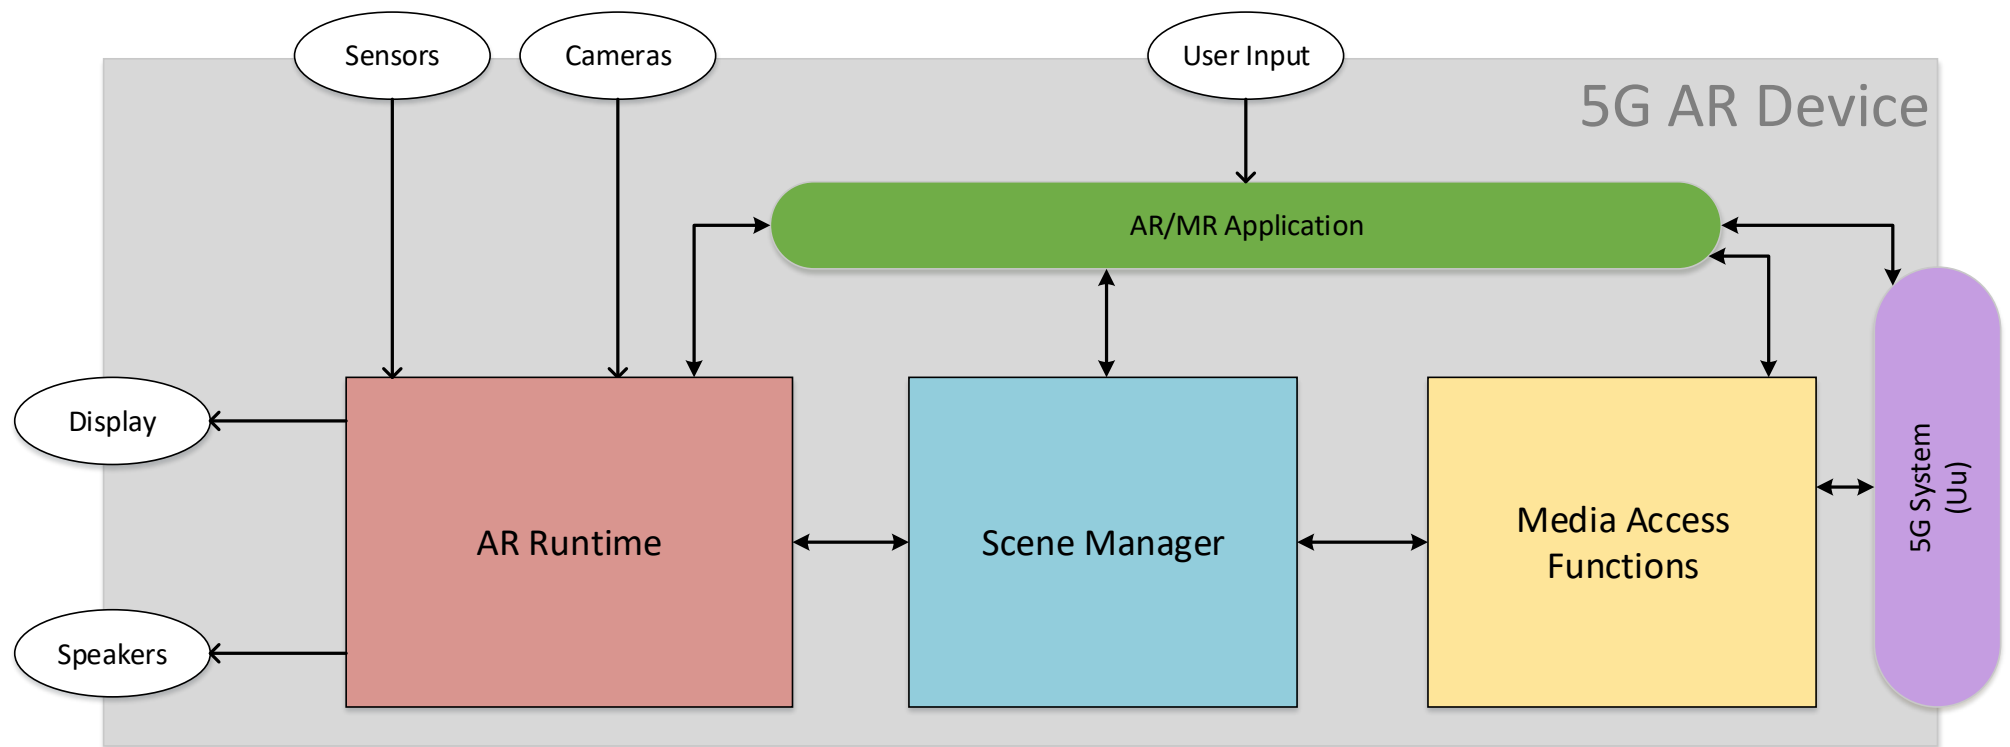 Sensors
Cameras
User Input
5G AR Device
AR/MR Application
Display
Speakers
AR Runtime
Scene Manager
Media Access
Functions
5G System
(Uu)